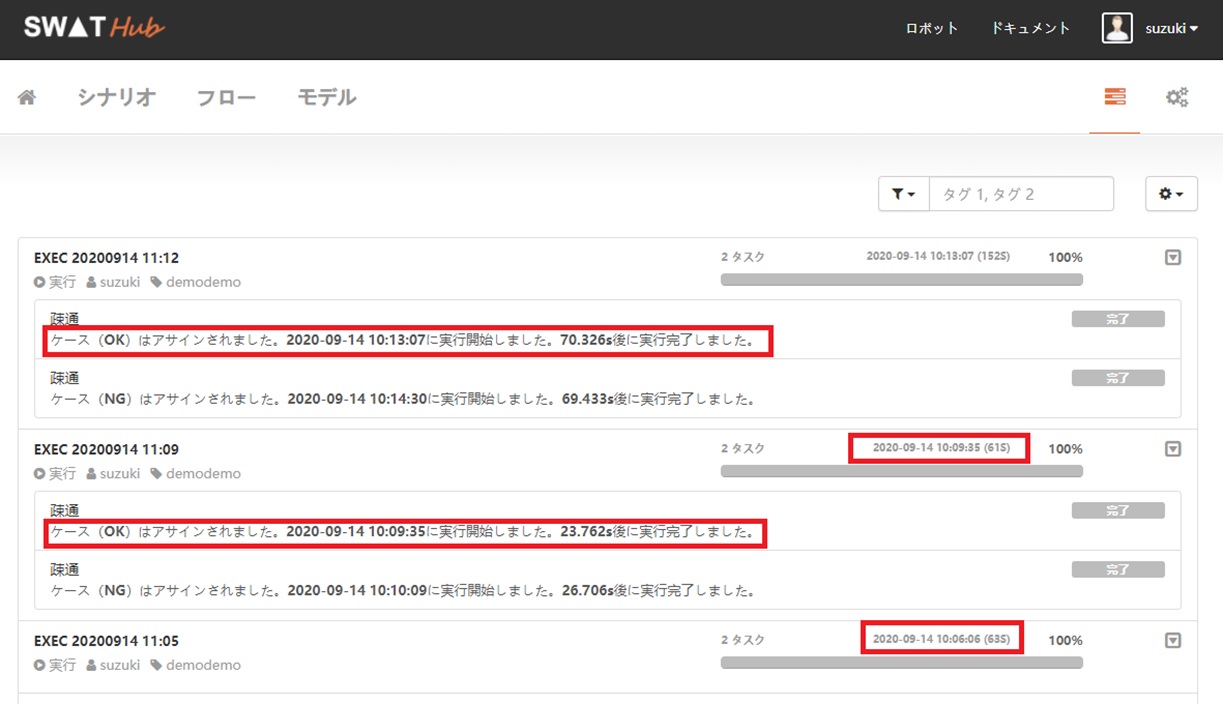 SWAT Hub
ロボット ドキュメント suzuki
シナリオ フロー モデル
タグ 1, タグ 2
EXEC 20200914 11:12 2 タスク 2020-09-14 10:13:07 (152S) 100%
実行 suzuki demodemo
疎通 完了
ケース（OK）はアサインされました。2020-09-14 10:13:07に実行開始しました。70.326s後に実行完了しました。
疎通 完了
ケース（NG）はアサインされました。2020-09-14 10:14:30に実行開始しました。69.433s後に実行完了しました。
EXEC 20200914 11:09 2 タスク 2020-09-14 10:09:35 (61S) 100%
実行 suzuki demodemo
疎通 完了
ケース（OK）はアサインされました。2020-09-14 10:09:35に実行開始しました。23.762s後に実行完了しました。
疎通 完了
ケース（NG）はアサインされました。2020-09-14 10:10:09に実行開始しました。26.706s後に実行完了しました。
EXEC 20200914 11:05 2 タスク 2020-09-14 10:06:06 (63S) 100%
実行 suzuki demodemo